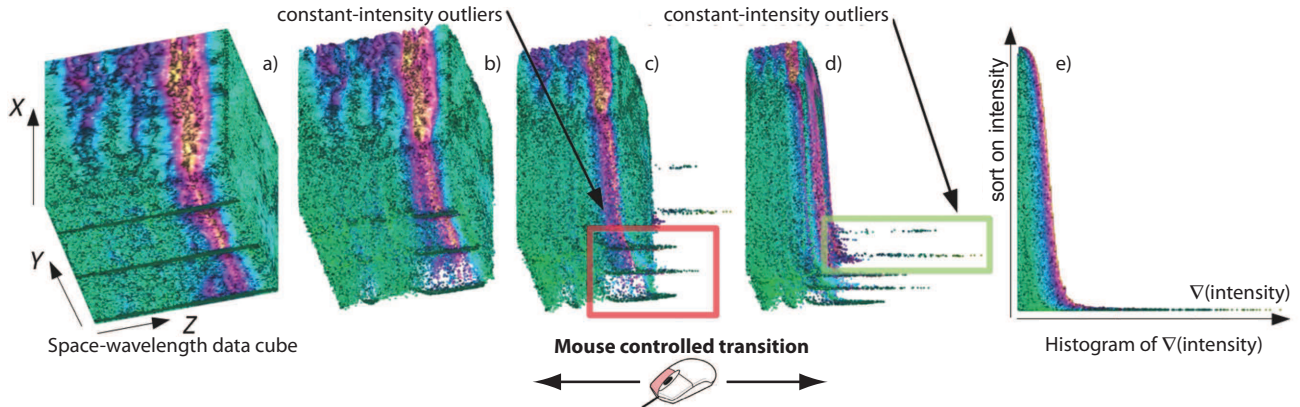 constant-intensity outliers
constant-intensity outliers
a)
b)
c)
d)
e)
X
Y
Z
sort on intensity
∇(intensity)
Space-wavelength data cube
Mouse controlled transition
Histogram of ∇(intensity)